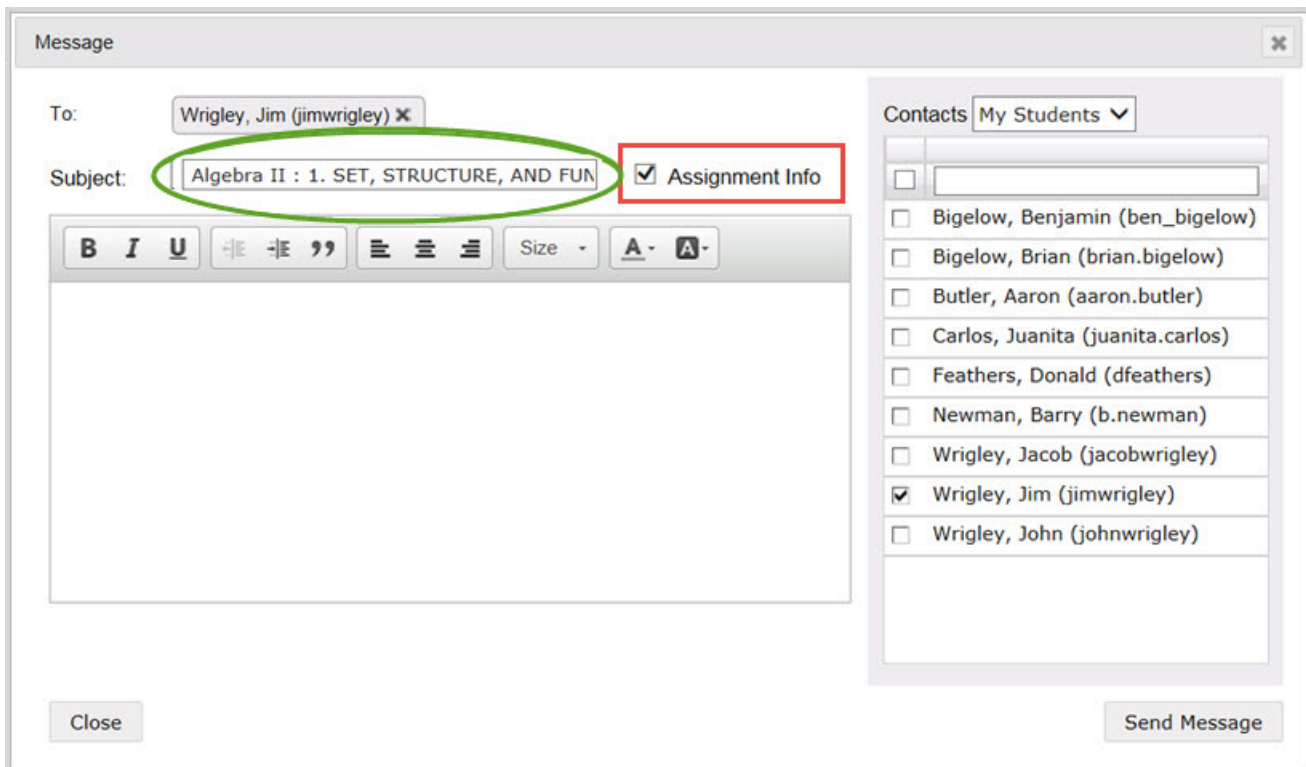 Message
To:
Wrigley, Jim (jimwrigley)
Subject:
Algebra II : 1. SET, STRUCTURE, AND FUN
Assignment Info
B I U
Size
A A
Contacts
My Students
Bigelow, Benjamin (ben_bigelow)
Bigelow, Brian (brian.bigelow)
Butler, Aaron (aaron.butler)
Carlos, Juanita (juanita.carlos)
Feathers, Donald (dfeathers)
Newman, Barry (b.newman)
Wrigley, Jacob (jacobwrigley)
Wrigley, Jim (jimwrigley)
Wrigley, John (johnwrigley)
Close
Send Message